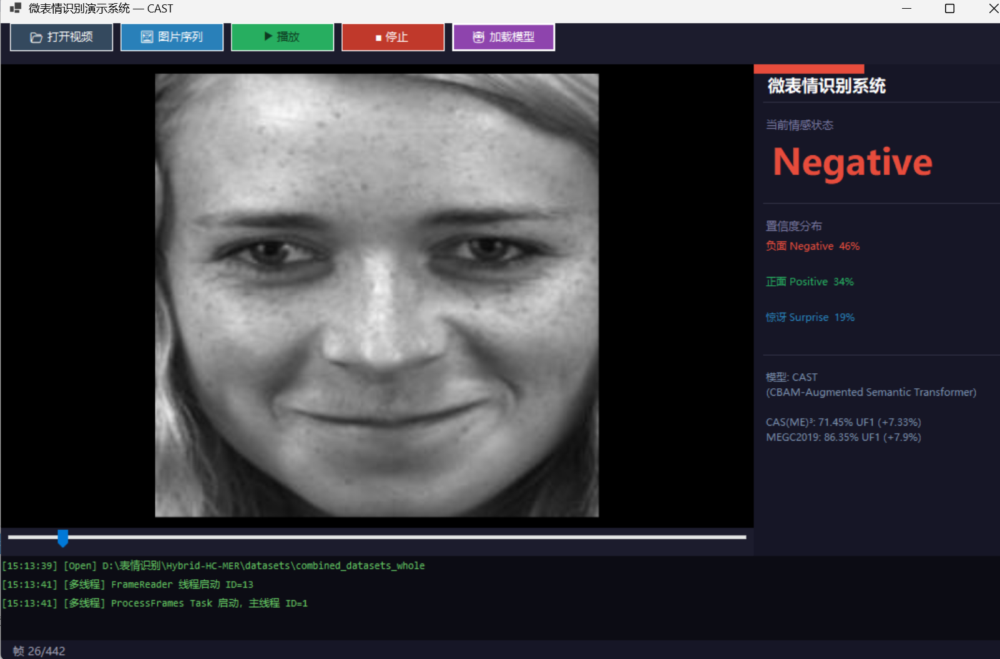 微表情识别演示系统 — CAST
打开视频
图片序列
播放
停止
加载模型
微表情识别系统
当前情感状态
Negative
置信度分布
负面 Negative 46%
正面 Positive 34%
惊讶 Surprise 19%
模型: CAST
(CBAM-Augmented Semantic Transformer)
CAS(ME)³: 71.45% UF1 (+7.33%)
MEGC2019: 86.35% UF1 (+7.9%)
[15:13:39] [Open] D:\表情识别\Hybrid-HC-MER\datasets\combined_datasets_whole
[15:13:41] [多线程] FrameReader 线程启动 ID=13
[15:13:41] [多线程] ProcessFrames Task 启动, 主线程 ID=1
帧 26/442